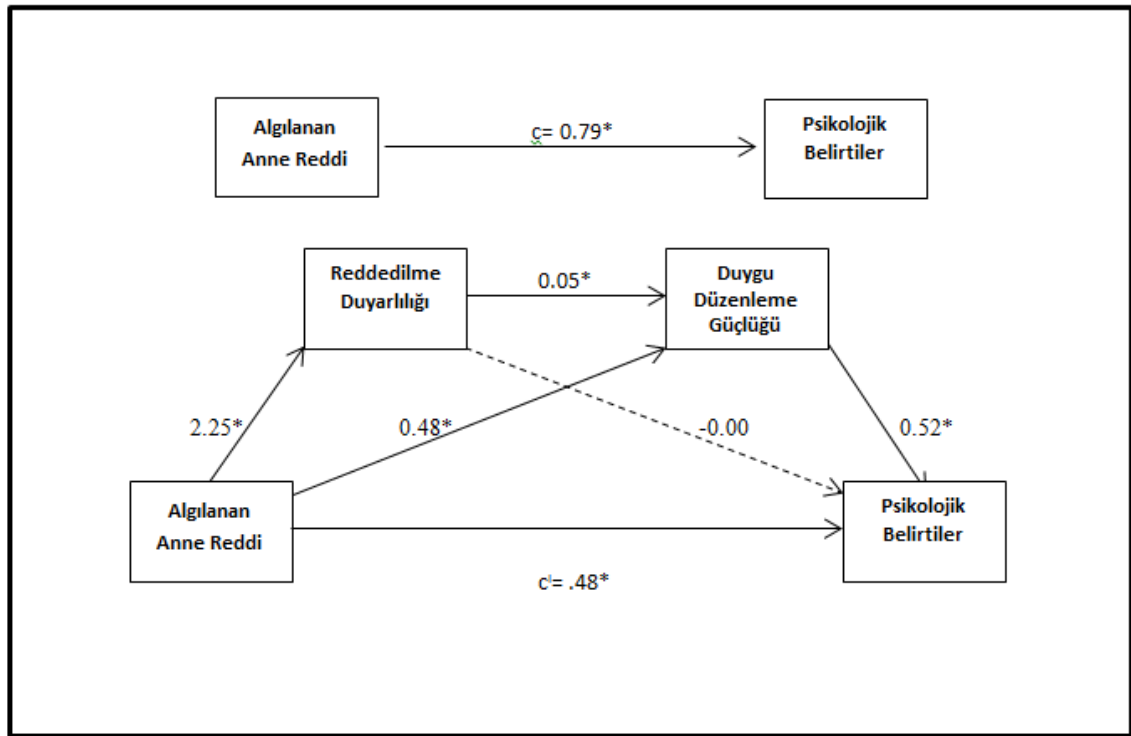 Algılanan
Anne Reddi
c= 0.79*
Psikolojik
Belirtiler
Reddedilme
Duyarlılığı
0.05*
Duygu
Düzenleme
Güçlüğü
2.25*
0.48*
-0.00
0.52*
Algılanan
Anne Reddi
Psikolojik
Belirtiler
c'= .48*